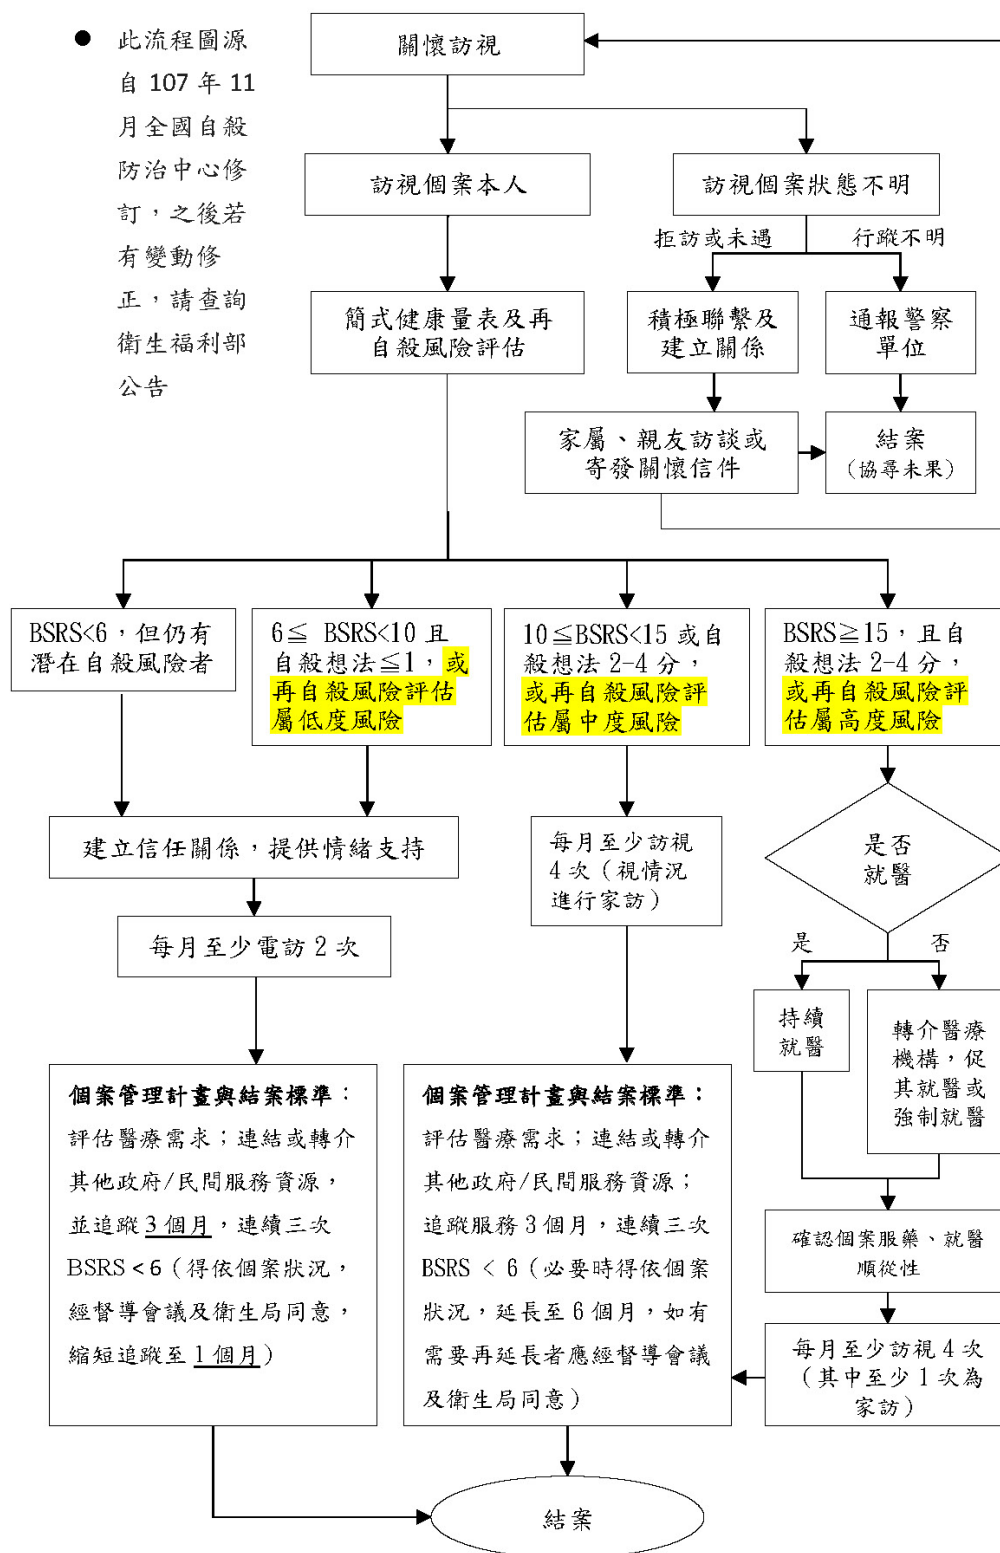 ● 此流程圖源
自 107 年 11
月全國自殺
防治中心修
訂，之後若
有變動修
正，請查詢
衛生福利部
公告
關懷訪視
訪視個案本人
訪視個案狀態不明
拒訪或未遇
行蹤不明
簡式健康量表及再
自殺風險評估
積極聯繫及
建立關係
通報警察
單位
家屬、親友訪談或
寄發關懷信件
結案
（協尋未果）
BSRS<6，但仍有
潛在自殺風險者
6≦ BSRS<10 且
自殺想法≦1，或
再自殺風險評估
屬低度風險
10≦BSRS<15 或自
殺想法 2-4 分，
或再自殺風險評
估屬中度風險
BSRS≧15，且自
殺想法 2-4 分，
或再自殺風險評
估屬高度風險
建立信任關係，提供情緒支持
每月至少訪視
4 次（視情況
進行家訪）
是否
就醫
每月至少電訪 2 次
是
否
持續
就醫
轉介醫療
機構，促
其就醫或
強制就醫
個案管理計畫與結案標準：
評估醫療需求；連結或轉介
其他政府/民間服務資源，
並追蹤 3 個月，連續三次
BSRS <6（得依個案狀況，
經督導會議及衛生局同意，
縮短追蹤至 1 個月）
個案管理計畫與結案標準：
評估醫療需求；連結或轉介
其他政府/民間服務資源；
追蹤服務 3 個月，連續三次
BSRS < 6（必要時得依個案
狀況，延長至 6 個月，如有
需要再延長者應經督導會議
及衛生局同意）
確認個案服藥、就醫
順從性
每月至少訪視 4 次
（其中至少 1 次為
家訪）
結案